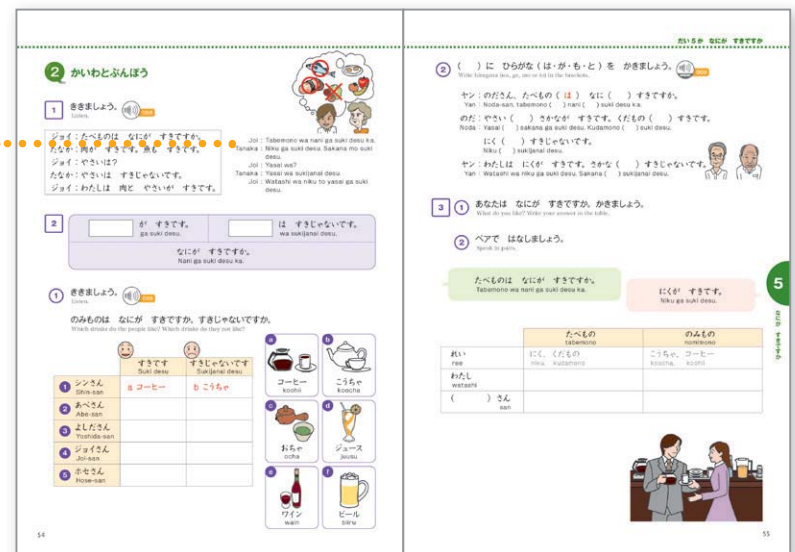 2 かいわとぶんぽう
1 ききましょう。
Listen.
ジョイ：たべものは なにが すきですか。
たなか：肉が すきです。魚も すきです。
ジョイ：やさいは？
たなか：やさいは すきじゃないです。
ジョイ：わたしは 肉と やさいが すきです。
Joi : Tabemono wa nani ga suki desu ka.
Tanaka : Niku ga suki desu. Sakana mo suki desu.
Joi : Yasai wa?
Tanaka : Yasai wa sukijanai desu.
Joi : Watashi wa niku to yasai ga suki desu.
2
が すきです。
ga suki desu.
は すきじゃないです。
wa sukijanai desu.
なにが すきですか。
Nani ga suki desu ka.
1 ききましょう。
Listen.
のみものは なにが すきですか。すきじゃないですか。
Which drinks do the people like? Which drinks do they not like?
すきです
Suki desu
すきじゃないです
Sukijanai desu
1 シンさん
Shin-san
a コーヒー
b こうちゃ
2 あべさん
Abe-san
3 よしださん
Yoshida-san
4 ジョイさん
Joi-san
5 ホセさん
Hose-san
a
コーヒー
koohii
b
こうちゃ
koocha
c
おちゃ
ocha
d
ジュース
juusu
e
ワイン
wain
f
ビール
biiru
54
だい5か なにが すきですか
2 （ ）に ひらがな（は・が・も・と）を かきましょう。
Write hiragana (wa, ga, mo or to) in the brackets.
ヤン：のださん、たべもの（ は ）なに（ ）すきですか。
Yan : Noda-san, tabemono ( ) nani ( ) suki desu ka.
のだ：やさい（ ）さかなが すきです。くだもの（ ）すきです。
Noda : Yasai ( ) sakana ga suki desu. Kudamono ( ) suki desu.
にく（ ）すきじゃないです。
Niku ( ) sukijanai desu.
ヤン：わたしは にくが すきです。さかな（ ）すきじゃないです。
Yan : Watashi wa niku ga suki desu. Sakana ( ) sukijanai desu.
3 1 あなたは なにが すきですか。かきましょう。
What do you like? Write your answer in the table.
2 ペアで はなしましょう。
Speak in pairs.
たべものは なにが すきですか。
Tabemono wa nani ga suki desu ka.
にくが すきです。
Niku ga suki desu.
5
なにが すきですか
たべもの
tabemono
のみもの
nomimono
れい
ree
にく、くだもの
niku, kudamono
こうちゃ、コーヒー
koocha, koohii
わたし
watashi
（ ）さん
san
55